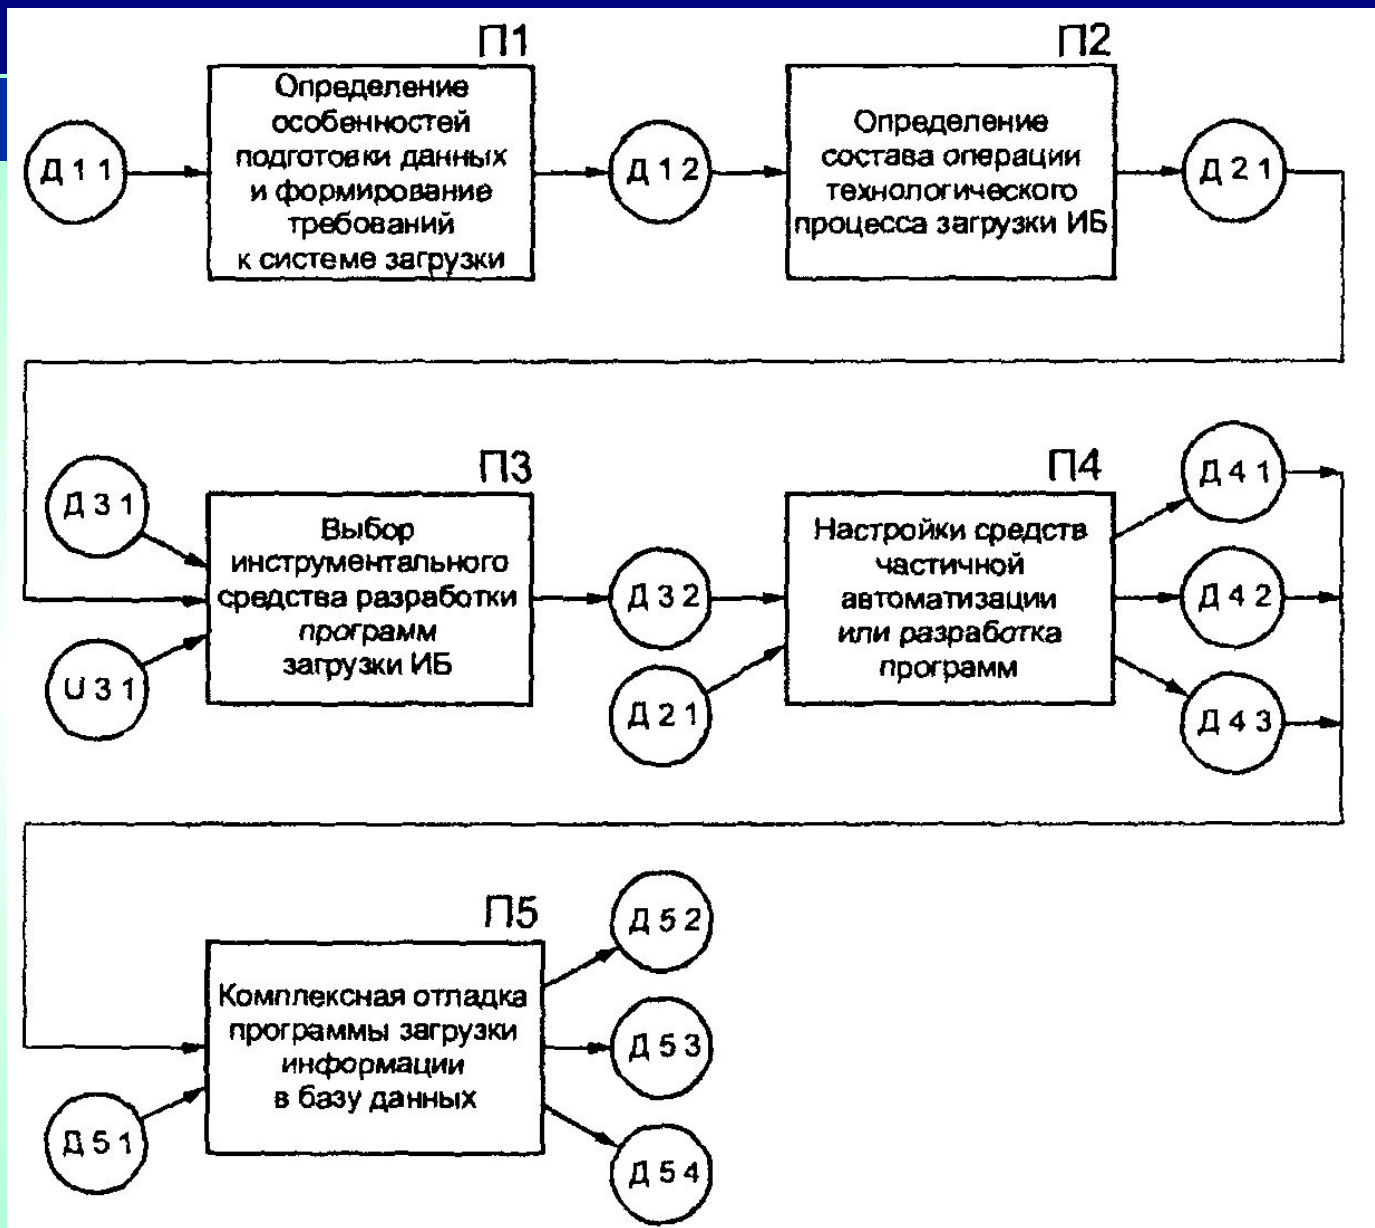 П1
Определение
особенностей
подготовки данных
и формирование
требований
к системе загрузки
П2
Определение
состава операции
технологического
процесса загрузки ИБ
Д 1 1
Д 1 2
Д 2 1
П3
Выбор
инструментального
средства разработки
программ
загрузки ИБ
П4
Настройки средств
частичной
автоматизации
или разработка
программ
Д 3 1
U 3 1
Д 3 2
Д 2 1
Д 4 1
Д 4 2
Д 4 3
П5
Комплексная отладка
программы загрузки
информации
в базу данных
Д 5 1
Д 5 2
Д 5 3
Д 5 4